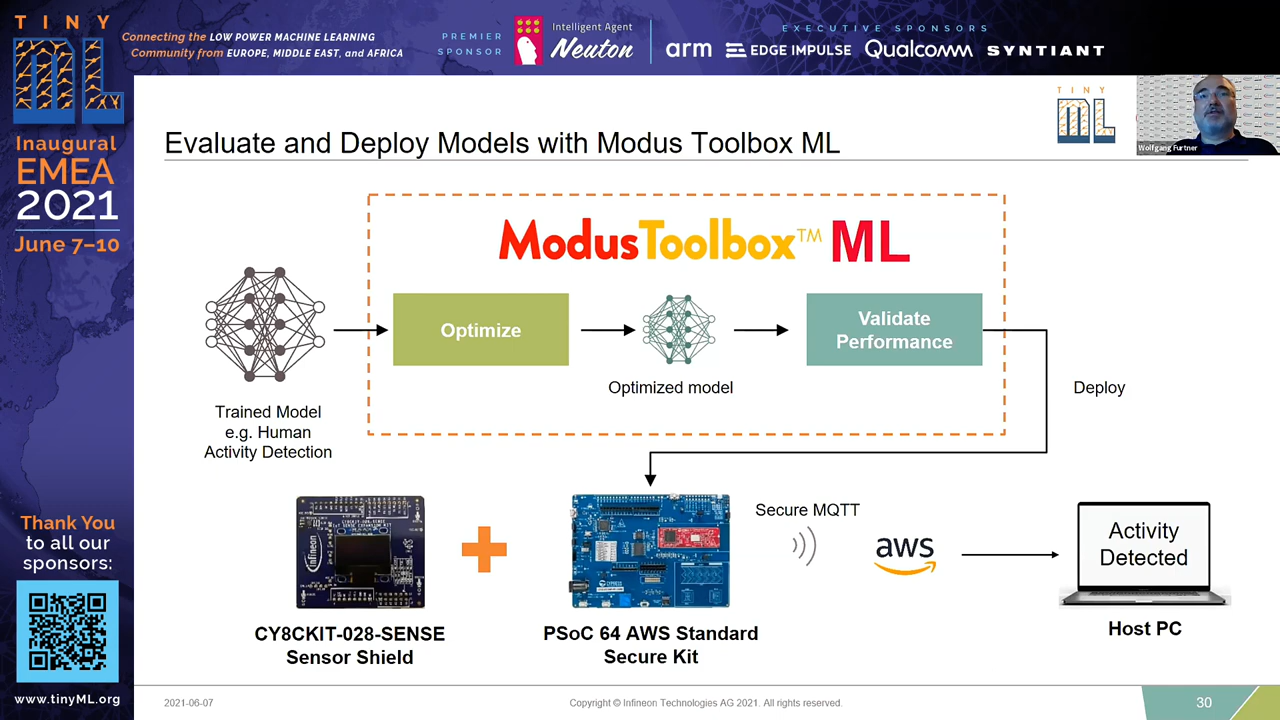 TINY
ML
Connecting the LOW POWER MACHINE LEARNING
Community from EUROPE, MIDDLE EAST, and AFRICA
PREMIER
SPONSOR
Intelligent Agent
Neuton
EXECUTIVE SPONSORS
arm
EDGE IMPULSE
Qualcomm
SYNTIANT
Inaugural
EMEA
2021
June 7–10
Thank You
to all our
sponsors:
www.tinyML.org
TINY
ML
Wolfgang Furtner
Evaluate and Deploy Models with Modus Toolbox ML
ModusToolbox™ ML
Optimize
Validate
Performance
Optimized model
Deploy
Trained Model
e.g. Human
Activity Detection
CY8CKIT-028-SENSE
Infineon
CYPRESS
Secure MQTT
aws
Activity
Detected
CY8CKIT-028-SENSE
Sensor Shield
PSoC 64 AWS Standard
Secure Kit
Host PC
2021-06-07
Copyright © Infineon Technologies AG 2021. All rights reserved.
30